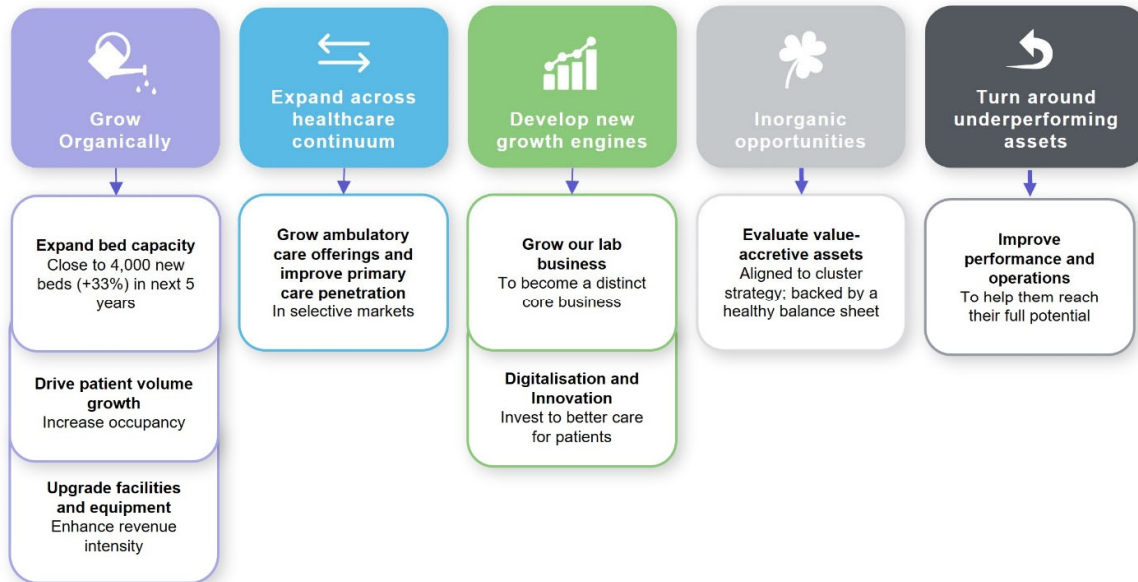 Grow
Organically
Expand bed capacity
Close to 4,000 new
beds (+33%) in next 5
years
Drive patient volume
growth
Increase occupancy
Upgrade facilities
and equipment
Enhance revenue
intensity
Expand across
healthcare
continuum
Grow ambulatory
care offerings and
improve primary
care penetration
In selective markets
Develop new
growth engines
Grow our lab
business
To become a distinct
core business
Digitalisation and
Innovation
Invest to better care
for patients
Inorganic
opportunities
Evaluate value-
accretive assets
Aligned to cluster
strategy; backed by a
healthy balance sheet
Turn around
underperforming
assets
Improve
performance and
operations
To help them reach
their full potential